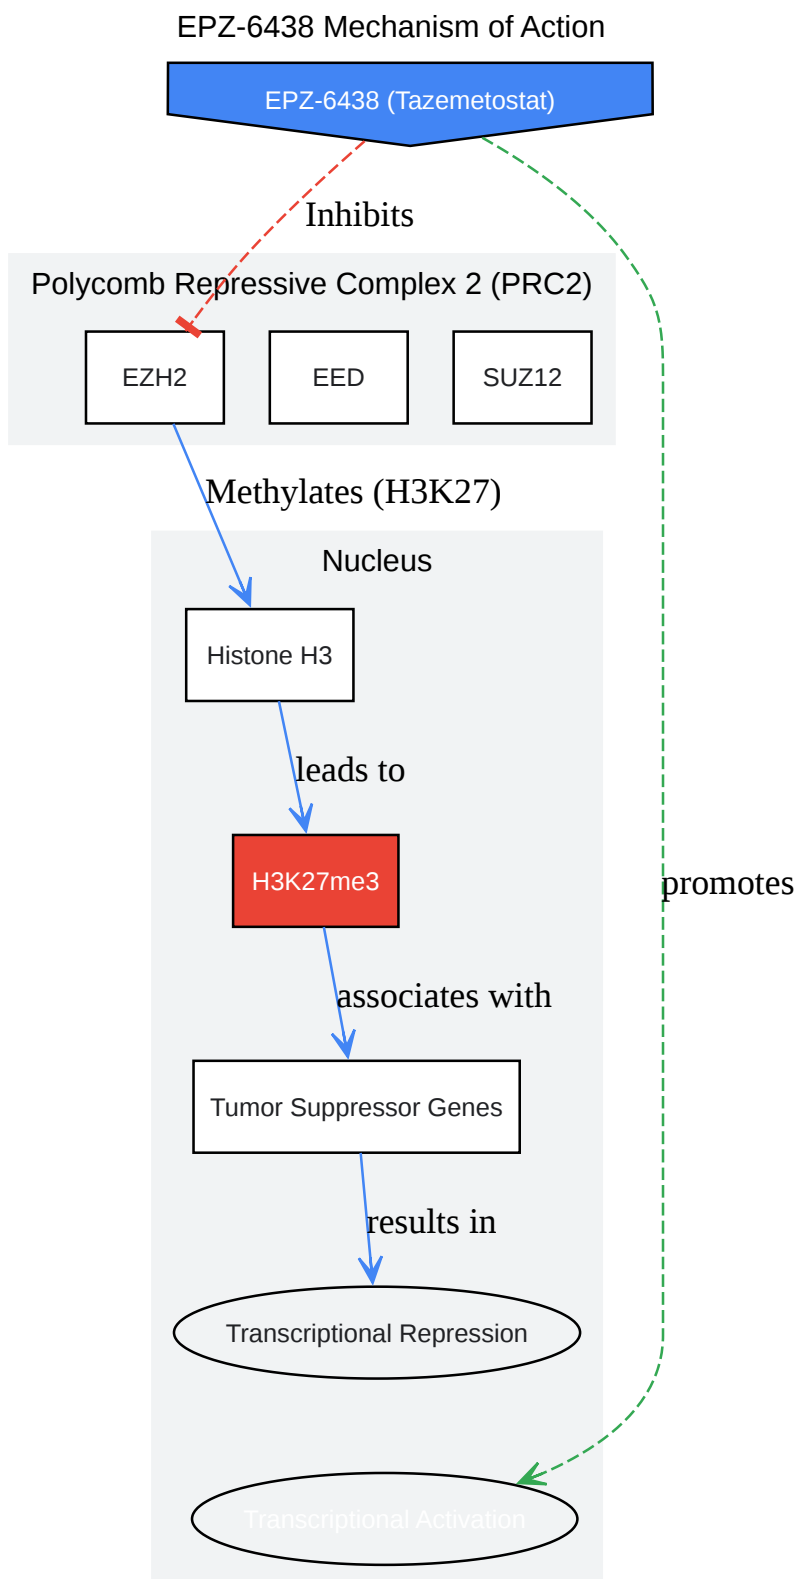 EPZ-6438 Mechanism of Action
EPZ-6438 (Tazemetostat)
Inhibits
Polycomb Repressive Complex 2 (PRC2)
EZH2
EED
SUZ12
Methylates (H3K27)
Nucleus
Histone H3
leads to
H3K27me3
promotes
associates with
Tumor Suppressor Genes
results in
Transcriptional Repression
Transcriptional Activation